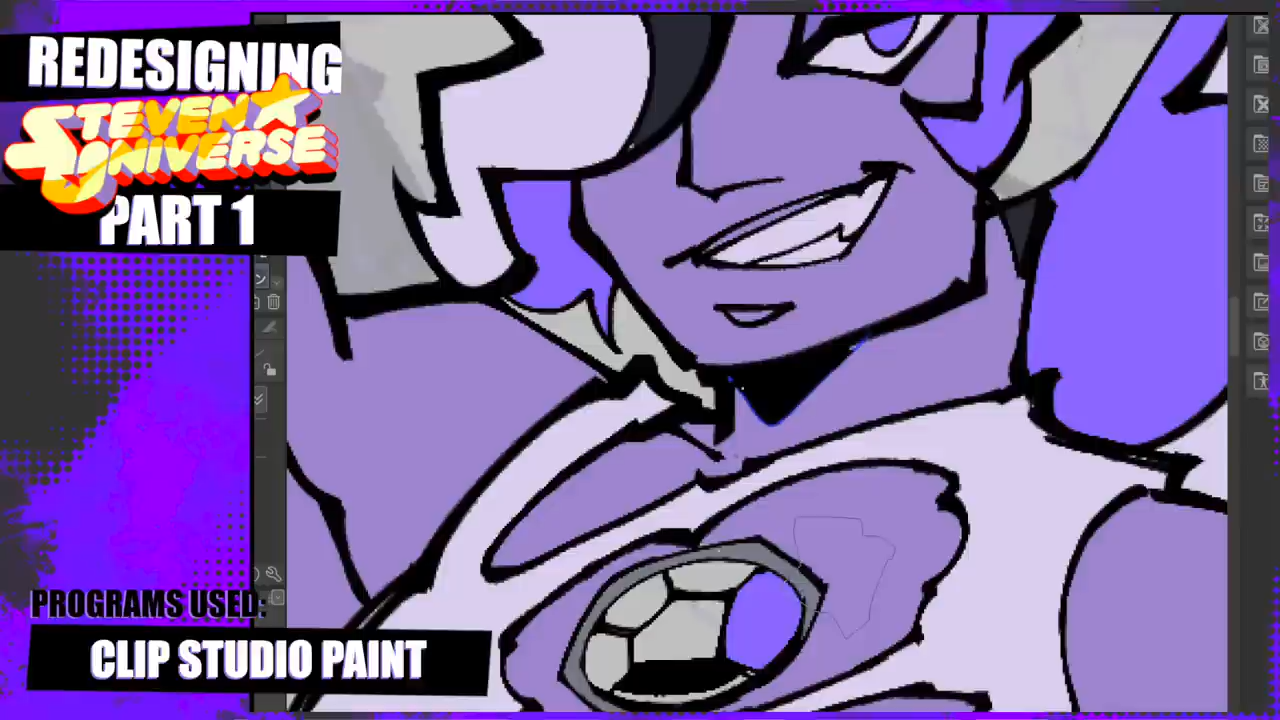 REDESIGNING
STEVEN
UNIVERSE
PART 1
PROGRAMS USED:
CLIP STUDIO PAINT